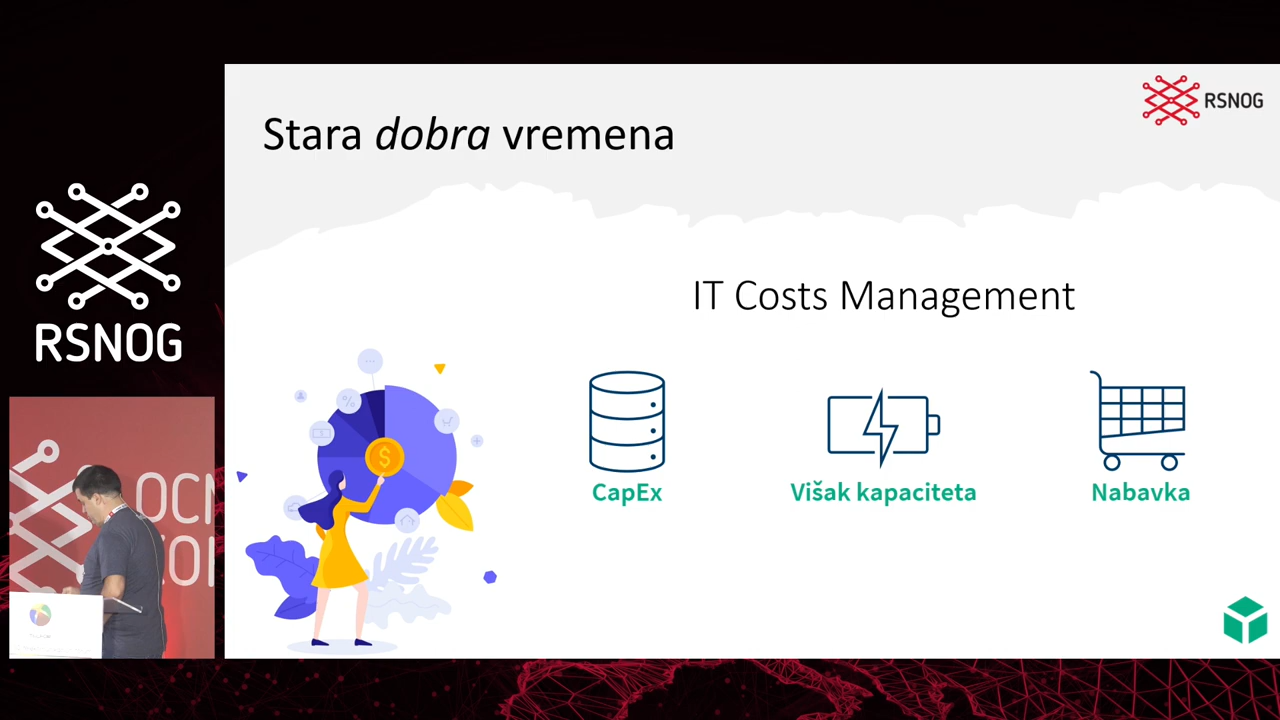 RSNOG
Stara dobra vremena
RSNOG
IT Costs Management
CapEx
Višak kapaciteta
Nabavka